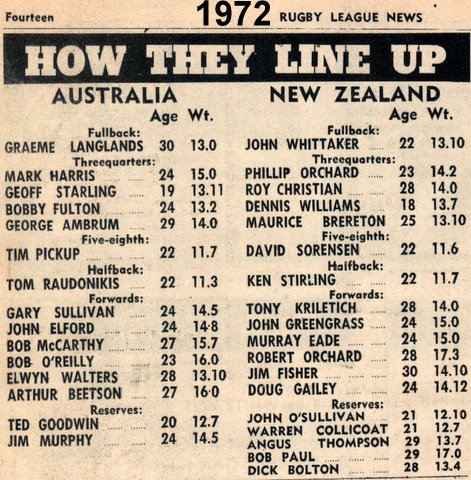 Fourteen 1972 RUGBY LEAGUE NEWS
HOW THEY LINE UP
AUSTRALIA
Age Wt.
Fullback:
GRAEME LANGLANDS 30 13.0
Threequarters:
MARK HARRIS ...... 24 15.0
GEOFF STARLING ... 19 13.11
BOBBY FULTON ..... 24 13.2
GEORGE AMBRUM .... 29 14.0
Five-eighth:
TIM PICKUP ........ 22 11.7
Halfback:
TOM RAUDONIKIS .. 22 11.3
Forwards:
GARY SULLIVAN .... 24 14.5
JOHN ELFORD ...... 24 14·8
BOB McCARTHY ..... 27 15.7
BOB O'REILLY ...... 23 16.0
ELWYN WALTERS .... 28 13.10
ARTHUR BEETSON ... 27 16·0
Reserves:
TED GOODWIN ...... 20 12.7
JIM MURPHY ....... 24 14.5
NEW ZEALAND
Age Wt.
Fullback:
JOHN WHITTAKER .... 22 13.10
Threequarters:
PHILLIP ORCHARD ... 23 14.2
ROY CHRISTIAN ..... 28 14.0
DENNIS WILLIAMS ... 18 13.7
MAURICE BRERETON .. 25 13.10
Five-eighth:
DAVID SORENSEN .... 22 11.6
Halfback:
KEN STIRLING ...... 22 11.7
Forwards:
TONY KRILETICH .... 28 14.0
JOHN GREENGRASS ... 24 15.0
MURRAY EADE ....... 24 15.0
ROBERT ORCHARD .... 28 17.3
JIM FISHER ........ 30 14.10
DOUG GAILEY ....... 24 14.12
Reserves:
JOHN O'SULLIVAN ... 21 12.10
WARREN COLLICOAT .. 21 12.7
ANGUS THOMPSON .. 29 13.7
BOB PAUL .......... 29 17.0
DICK BOLTON ....... 28 13.4